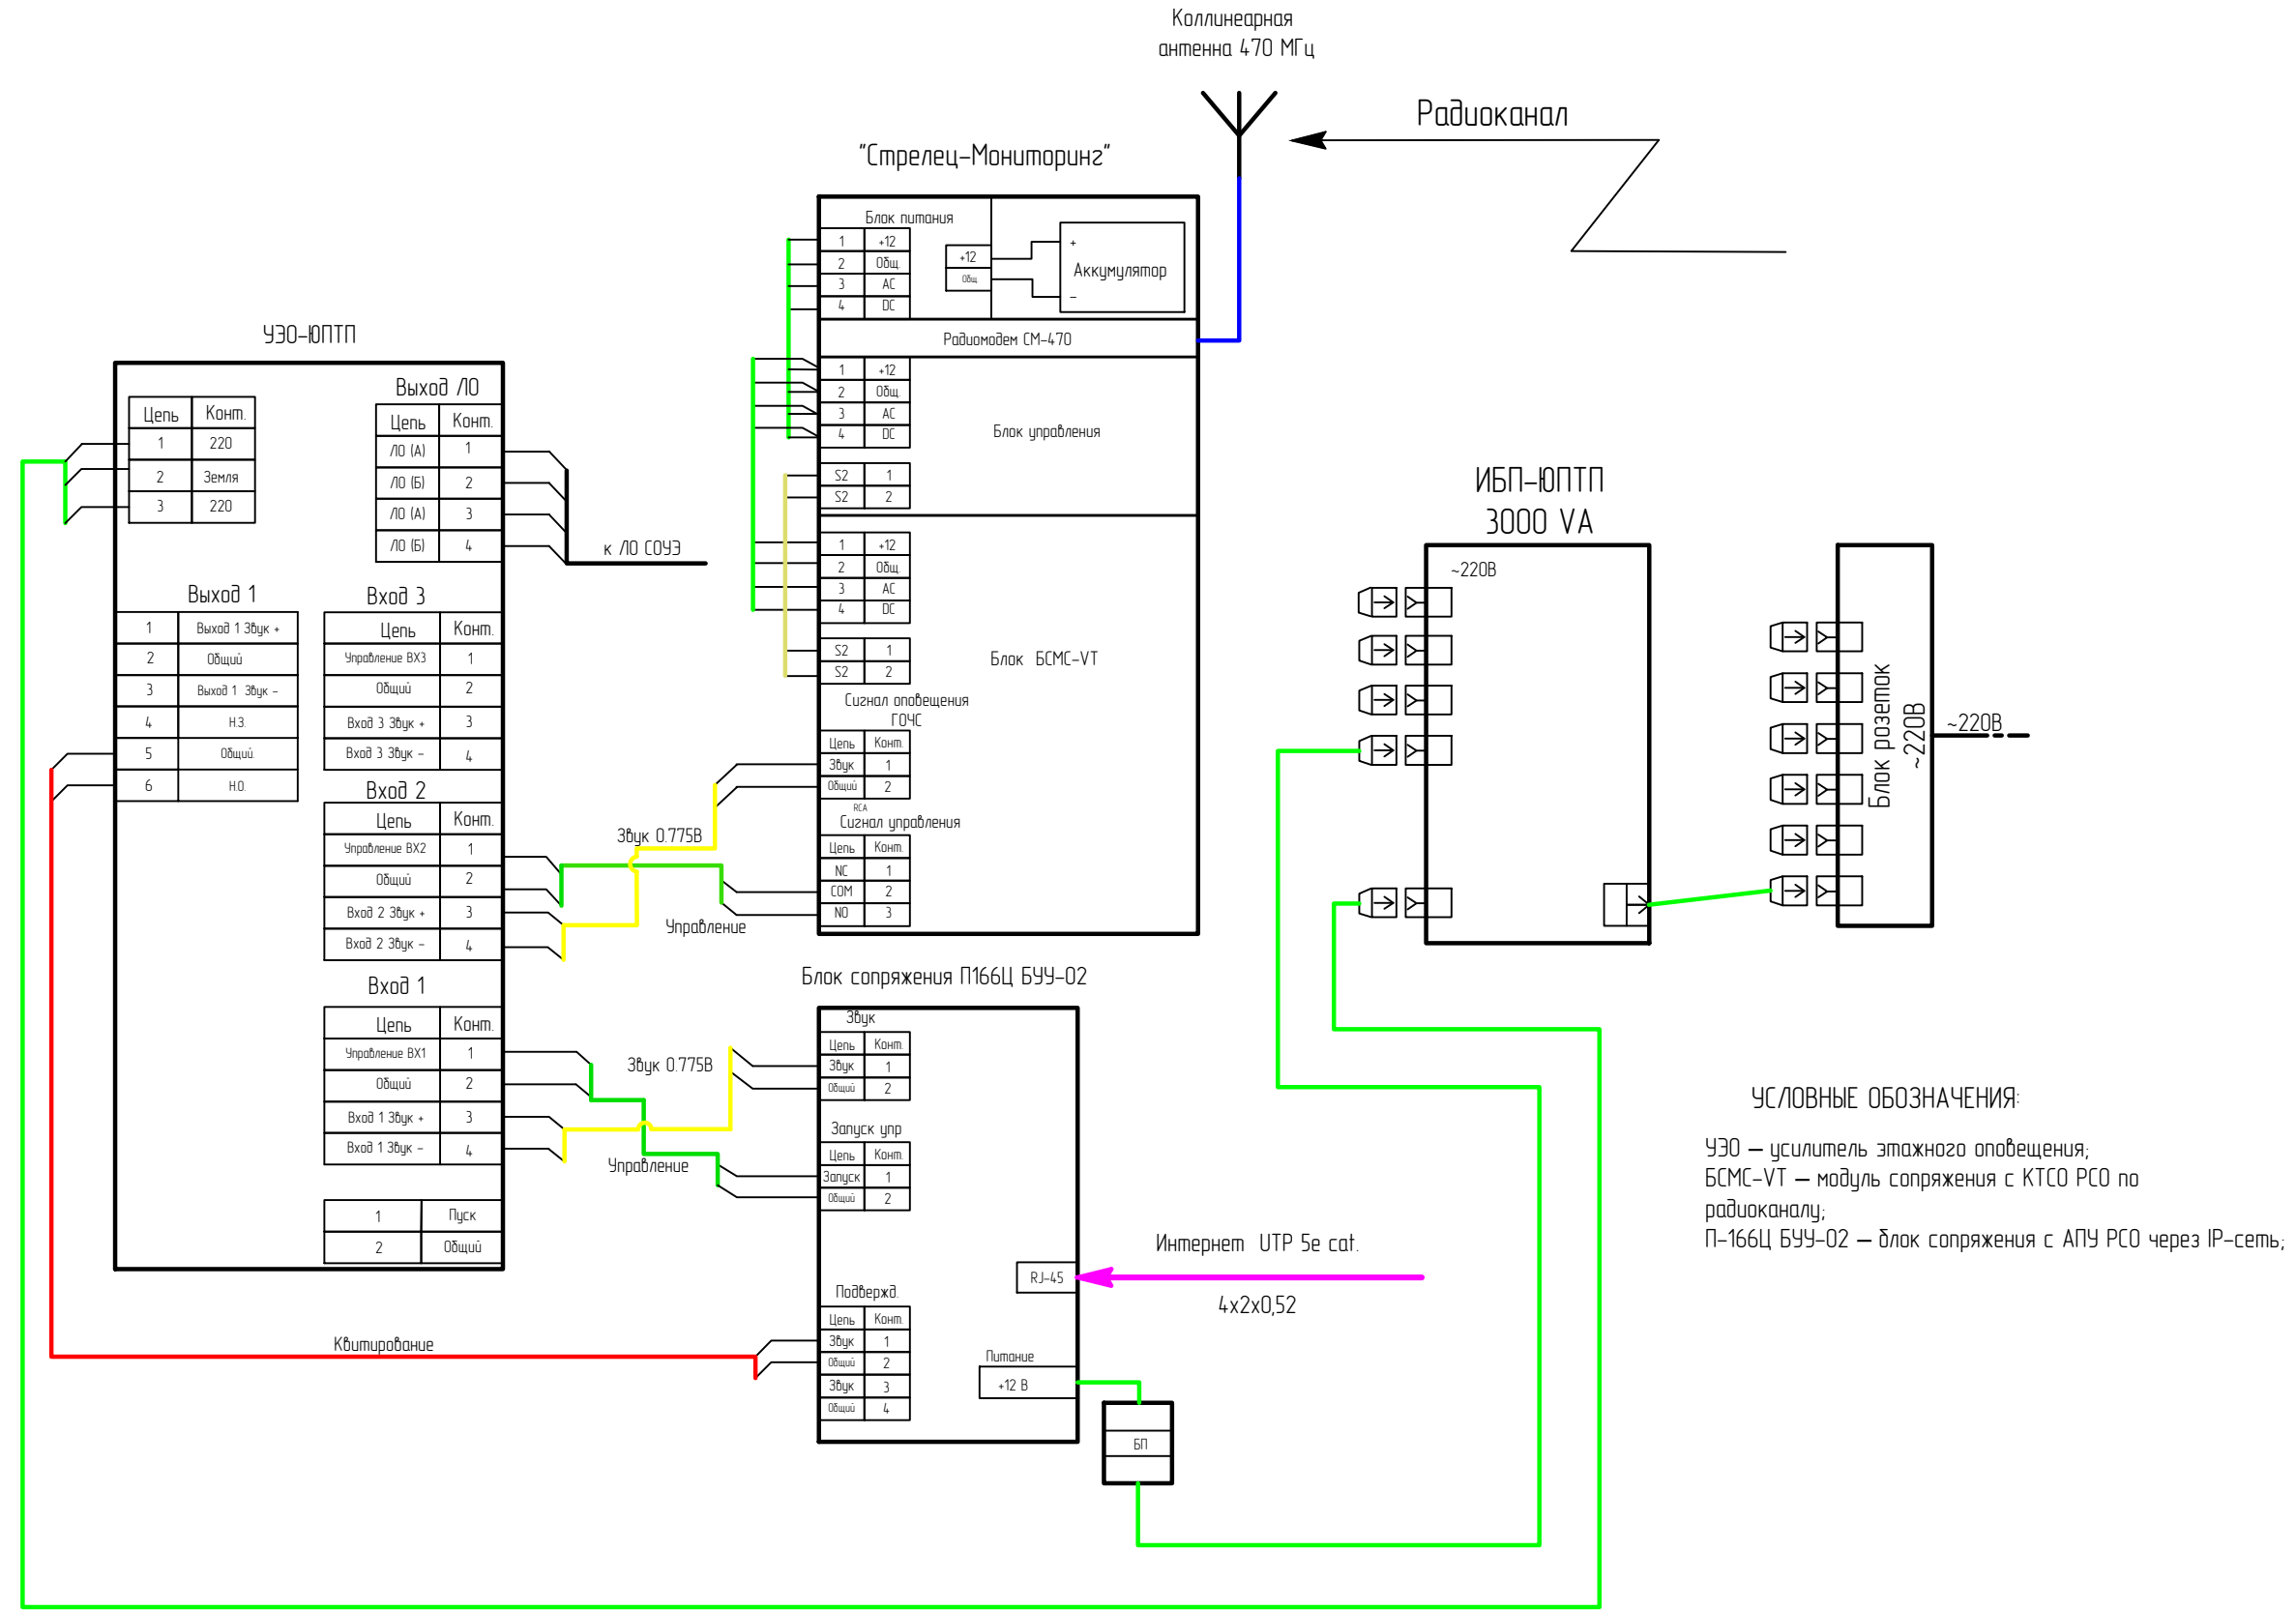 Коллинеарная
антенна 470 МГц
Радиоканал
"Стрелец-Мониторинг"
Блок питания
1 +12
2 Общ.
3 AC
4 DC
+12
Общ.
+
Аккумулятор
-
Радиомодем СМ-470
1 +12
2 Общ.
3 AC
4 DC
Блок управления
S2 1
S2 2
1 +12
2 Общ.
3 AC
4 DC
S2 1
S2 2
Блок БСМС-VT
Сигнал оповещения
ГОЧС
Цепь Конт.
Звук 1
Общий 2
RCA
Сигнал управления
Цепь Конт.
NC 1
COM 2
NO 3
УЭО-ЮПТП
Цепь Конт.
1 220
2 Земля
3 220
Выход ЛО
Цепь Конт.
ЛО (А) 1
ЛО (Б) 2
ЛО (А) 3
ЛО (Б) 4
к ЛО СОУЭ
Выход 1
1 Выход 1 Звук +
2 Общий
3 Выход 1 Звук -
4 Н.З.
5 Общий.
6 Н.О.
Вход 3
Цепь Конт.
Управление ВХ3 1
Общий 2
Вход 3 Звук + 3
Вход 3 Звук - 4
Вход 2
Цепь Конт.
Управление ВХ2 1
Общий 2
Вход 2 Звук + 3
Вход 2 Звук - 4
Звук 0.775В
Управление
Вход 1
Цепь Конт.
Управление ВХ1 1
Общий 2
Вход 1 Звук + 3
Вход 1 Звук - 4
1 Пуск
2 Общий
Звук 0.775В
Управление
Квитирование
Блок сопряжения П166Ц БУУ-02
Звук
Цепь Конт.
Звук 1
Общий 2
Запуск упр
Цепь Конт.
Запуск 1
Общий 2
RJ-45
Интернет UTP 5e cat.
4x2x0,52
Подвержд.
Цепь Конт.
Звук 1
Общий 2
Звук 3
Общий 4
Питание
+12 В
БП
ИБП-ЮПТП
3000 VA
~220В
Блок розеток
~220В
~220В
УСЛОВНЫЕ ОБОЗНАЧЕНИЯ:
УЭО — усилитель этажного оповещения;
БСМС-VT — модуль сопряжения с КТСО РСО по
радиоканалу;
П-166Ц БУУ-02 — блок сопряжения с АПУ РСО через IP-сеть;